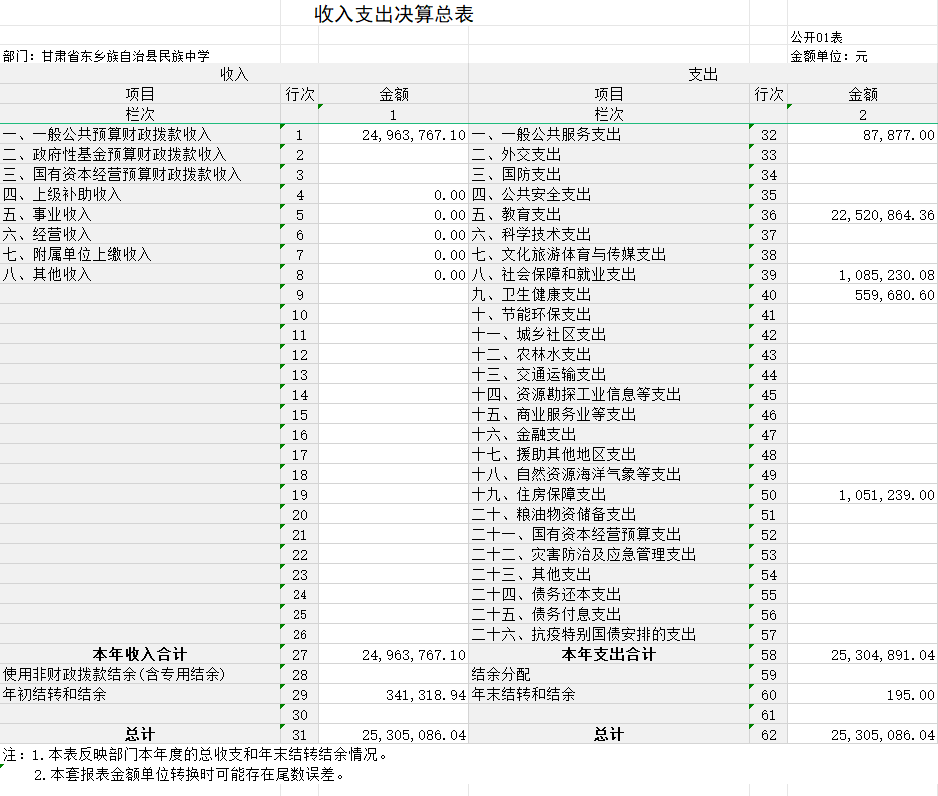 收入支出决算总表
公开01表
部门：甘肃省东乡族自治县民族中学 金额单位：元
收入 支出
项目 行次 金额 项目 行次 金额
栏次 1 栏次 2
一、一般公共预算财政拨款收入 1 24,963,767.10 一、一般公共服务支出 32 87,877.00
二、政府性基金预算财政拨款收入 2 二、外交支出 33
三、国有资本经营预算财政拨款收入 3 三、国防支出 34
四、上级补助收入 4 0.00 四、公共安全支出 35
五、事业收入 5 0.00 五、教育支出 36 22,520,864.36
六、经营收入 6 0.00 六、科学技术支出 37
七、附属单位上缴收入 7 0.00 七、文化旅游体育与传媒支出 38
八、其他收入 8 0.00 八、社会保障和就业支出 39 1,085,230.08
9 九、卫生健康支出 40 559,680.60
10 十、节能环保支出 41
11 十一、城乡社区支出 42
12 十二、农林水支出 43
13 十三、交通运输支出 44
14 十四、资源勘探工业信息等支出 45
15 十五、商业服务业等支出 46
16 十六、金融支出 47
17 十七、援助其他地区支出 48
18 十八、自然资源海洋气象等支出 49
19 十九、住房保障支出 50 1,051,239.00
20 二十、粮油物资储备支出 51
21 二十一、国有资本经营预算支出 52
22 二十二、灾害防治及应急管理支出 53
23 二十三、其他支出 54
24 二十四、债务还本支出 55
25 二十五、债务付息支出 56
26 二十六、抗疫特别国债安排的支出 57
本年收入合计 27 24,963,767.10 本年支出合计 58 25,304,891.04
使用非财政拨款结余(含专用结余) 28 结余分配 59
年初结转和结余 29 341,318.94 年末结转和结余 60 195.00
30 61
总计 31 25,305,086.04 总计 62 25,305,086.04
注：1.本表反映部门本年度的总收支和年末结转结余情况。
2.本套报表金额单位转换时可能存在尾数误差。